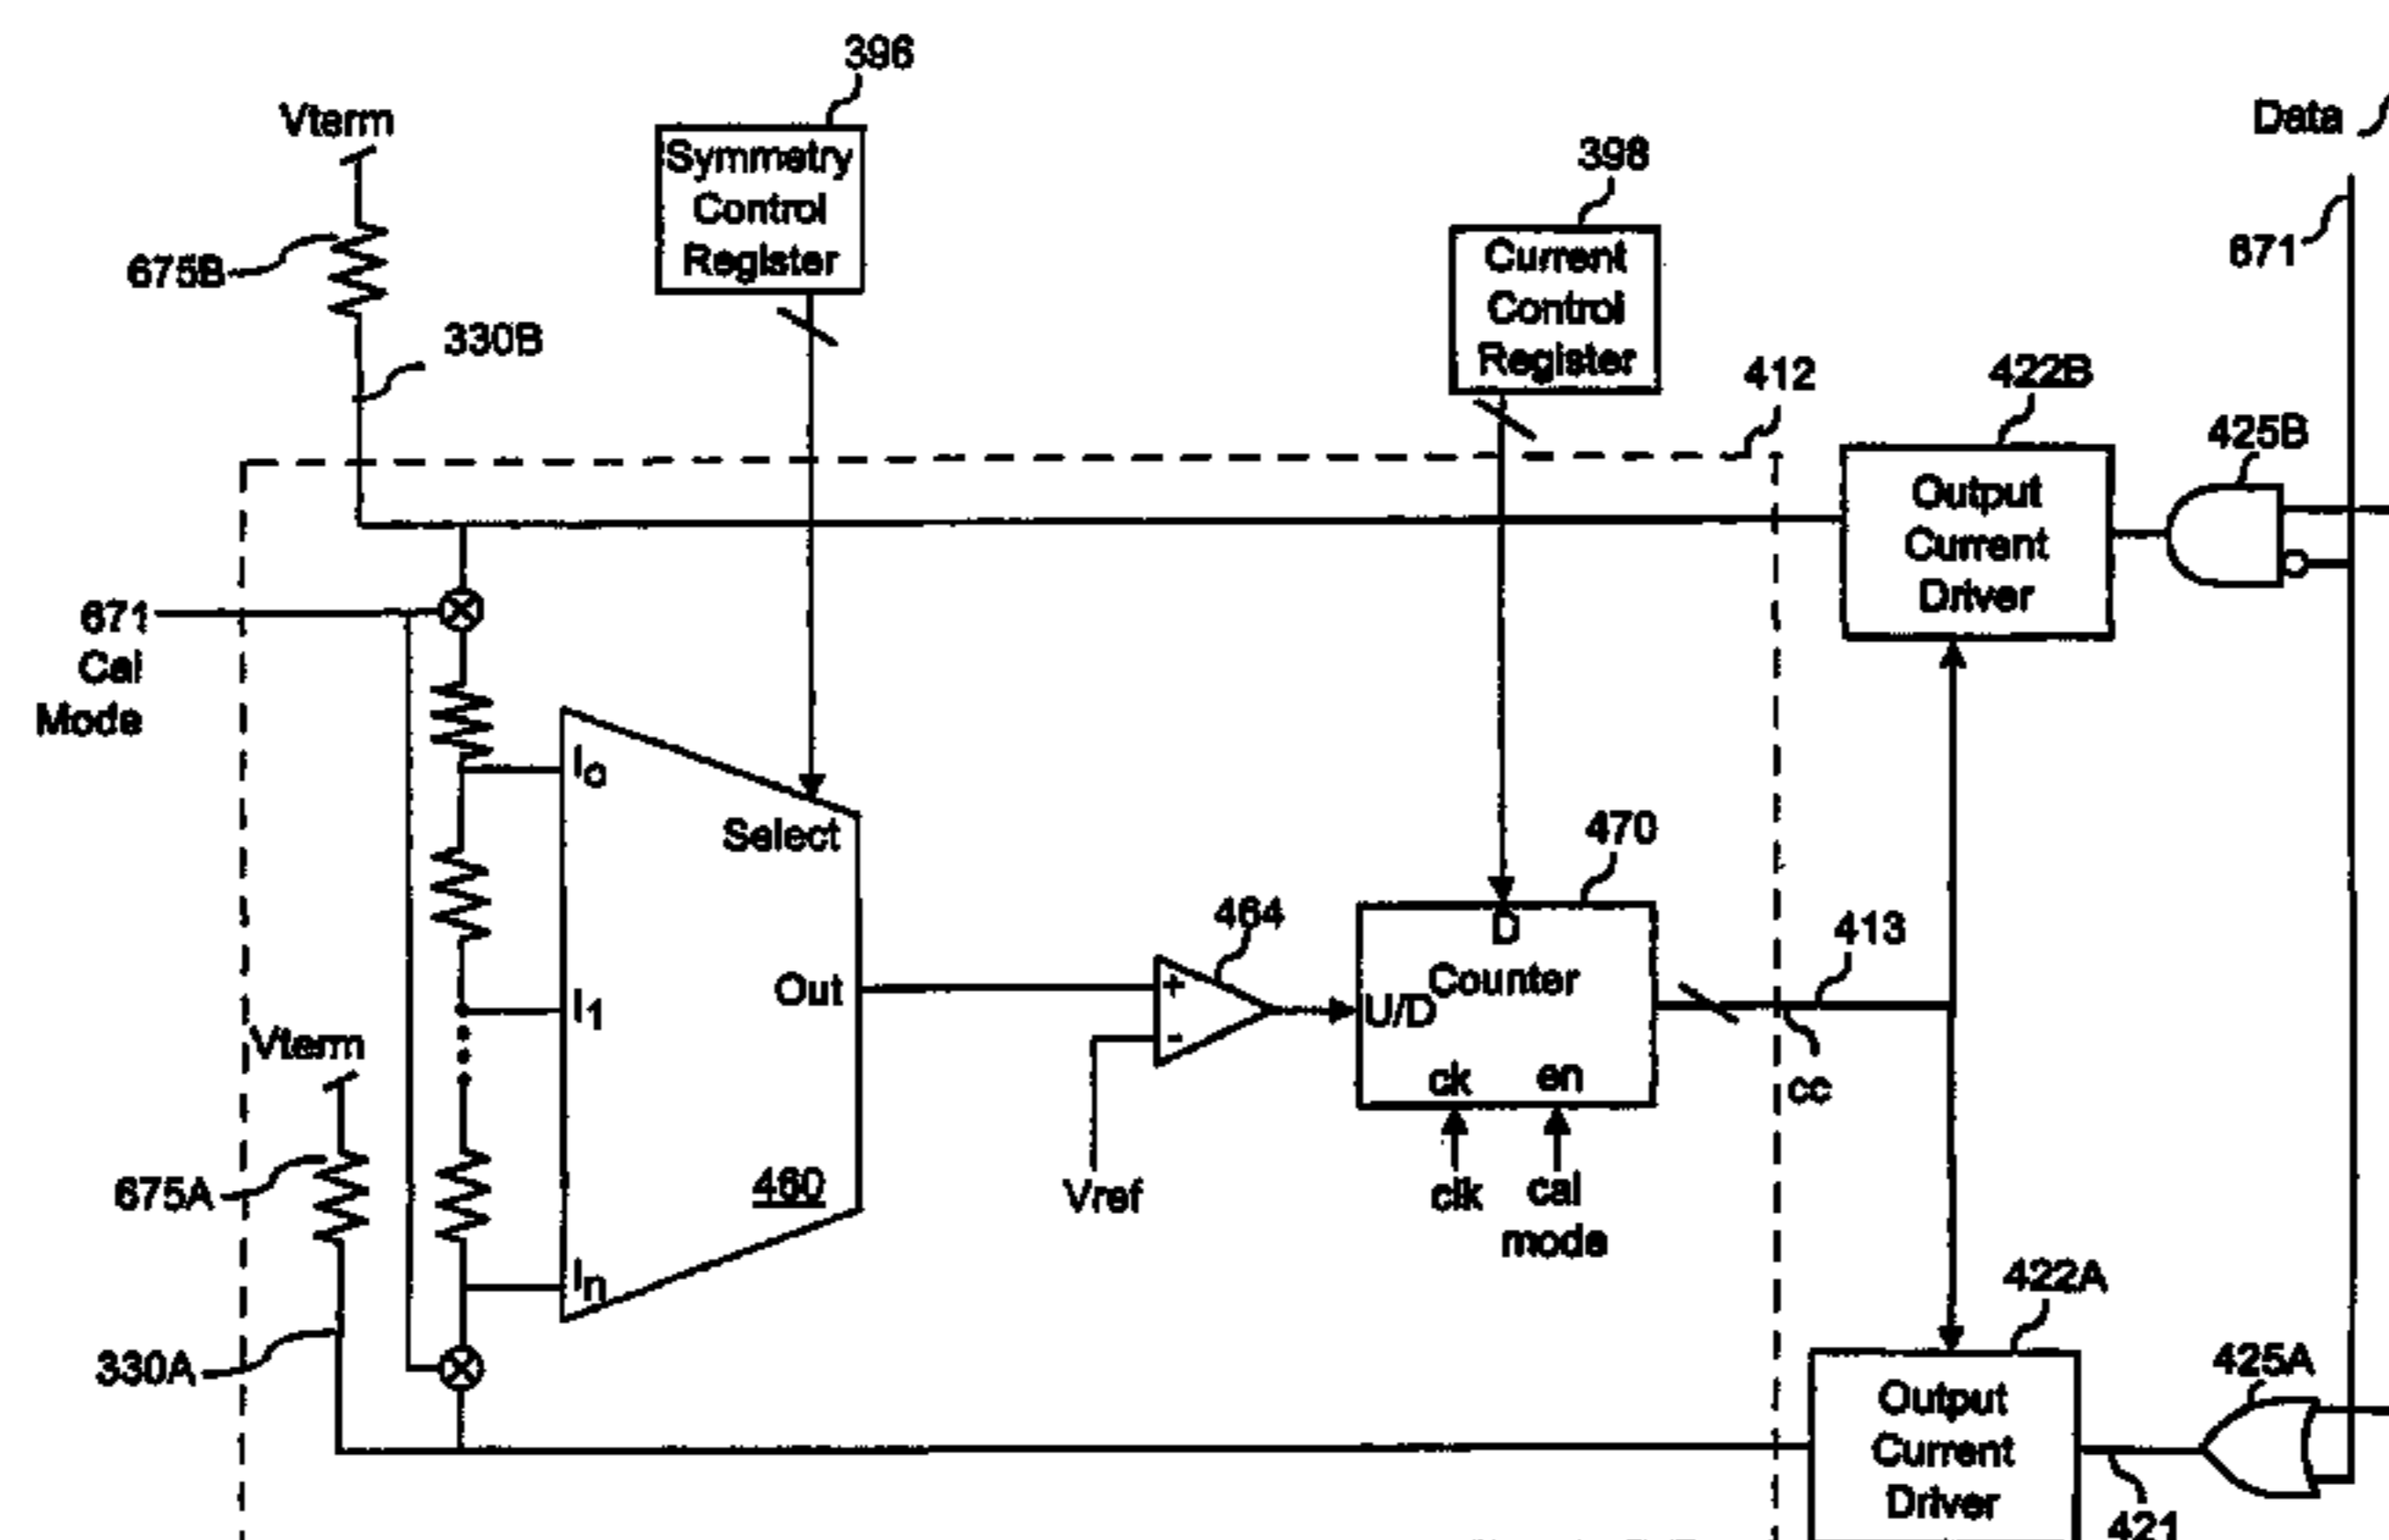 396
Vterm
Data
Symmetry
Control
Register
398
675B
671
Current
Control
Register
330B
412
422B
425B
Output
Current
Driver
671
Cal
Mode
Io
Select
470
464
413
D
Counter
Out
I1
U/D
Vterm
+
-
ck
en
cc
675A
460
Vref
clk
cal
mode
In
422A
425A
330A
Output
Current
Driver
421